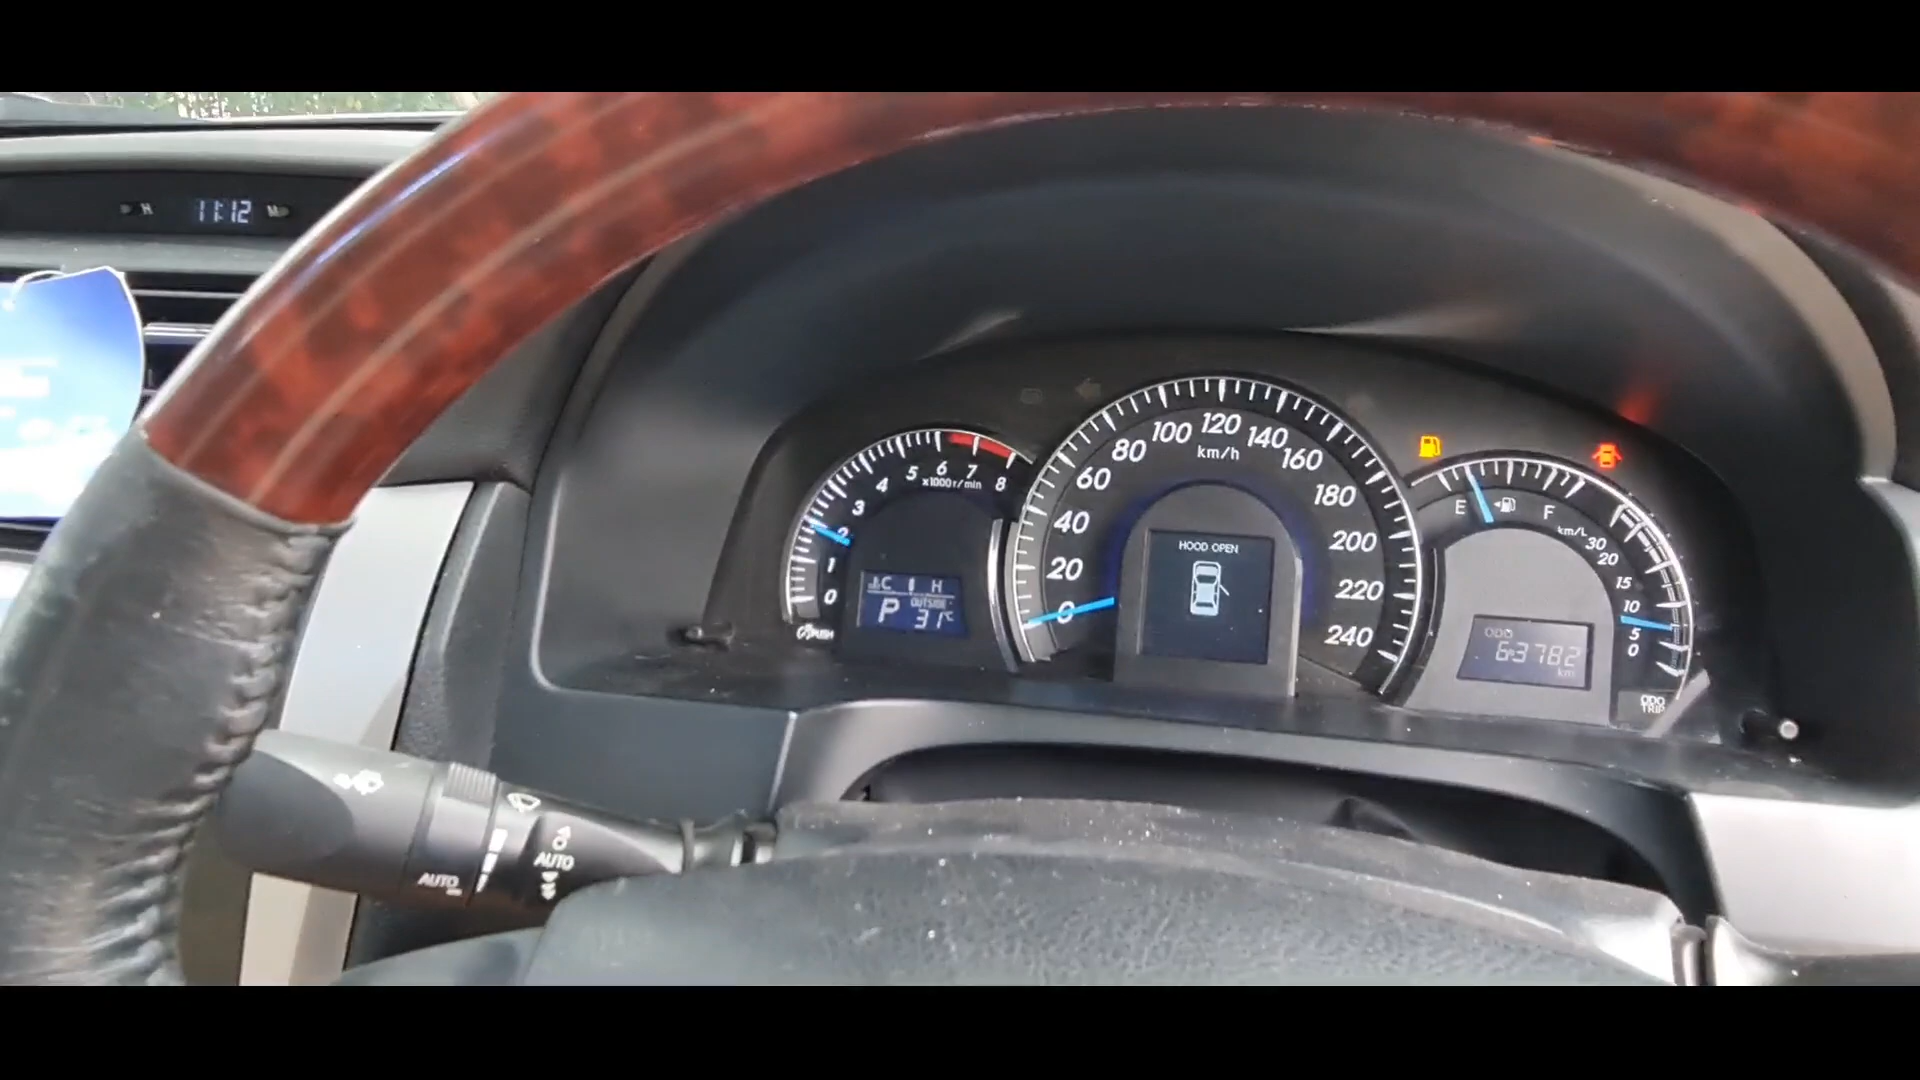 H 11:12 M
120
100 140
80 km/h 160
60 180
40 200
20 220
0 240
5 6 7
4 x1000r/min 8
3
2
1
0
C H
OUTSIDE
P 31°C
PUSH
HOOD OPEN
E F
km/L 30
20
15
10
5
0
ODO
63782
km
ODO
TRIP
AUTO
AUTO